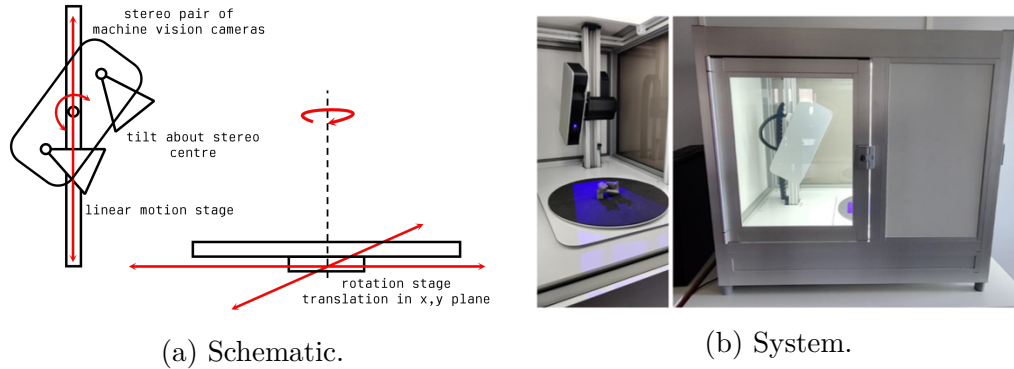 stereo pair of
machine vision cameras
tilt about stereo
centre
linear motion stage
rotation stage
translation in x,y plane
(a) Schematic.
(b) System.